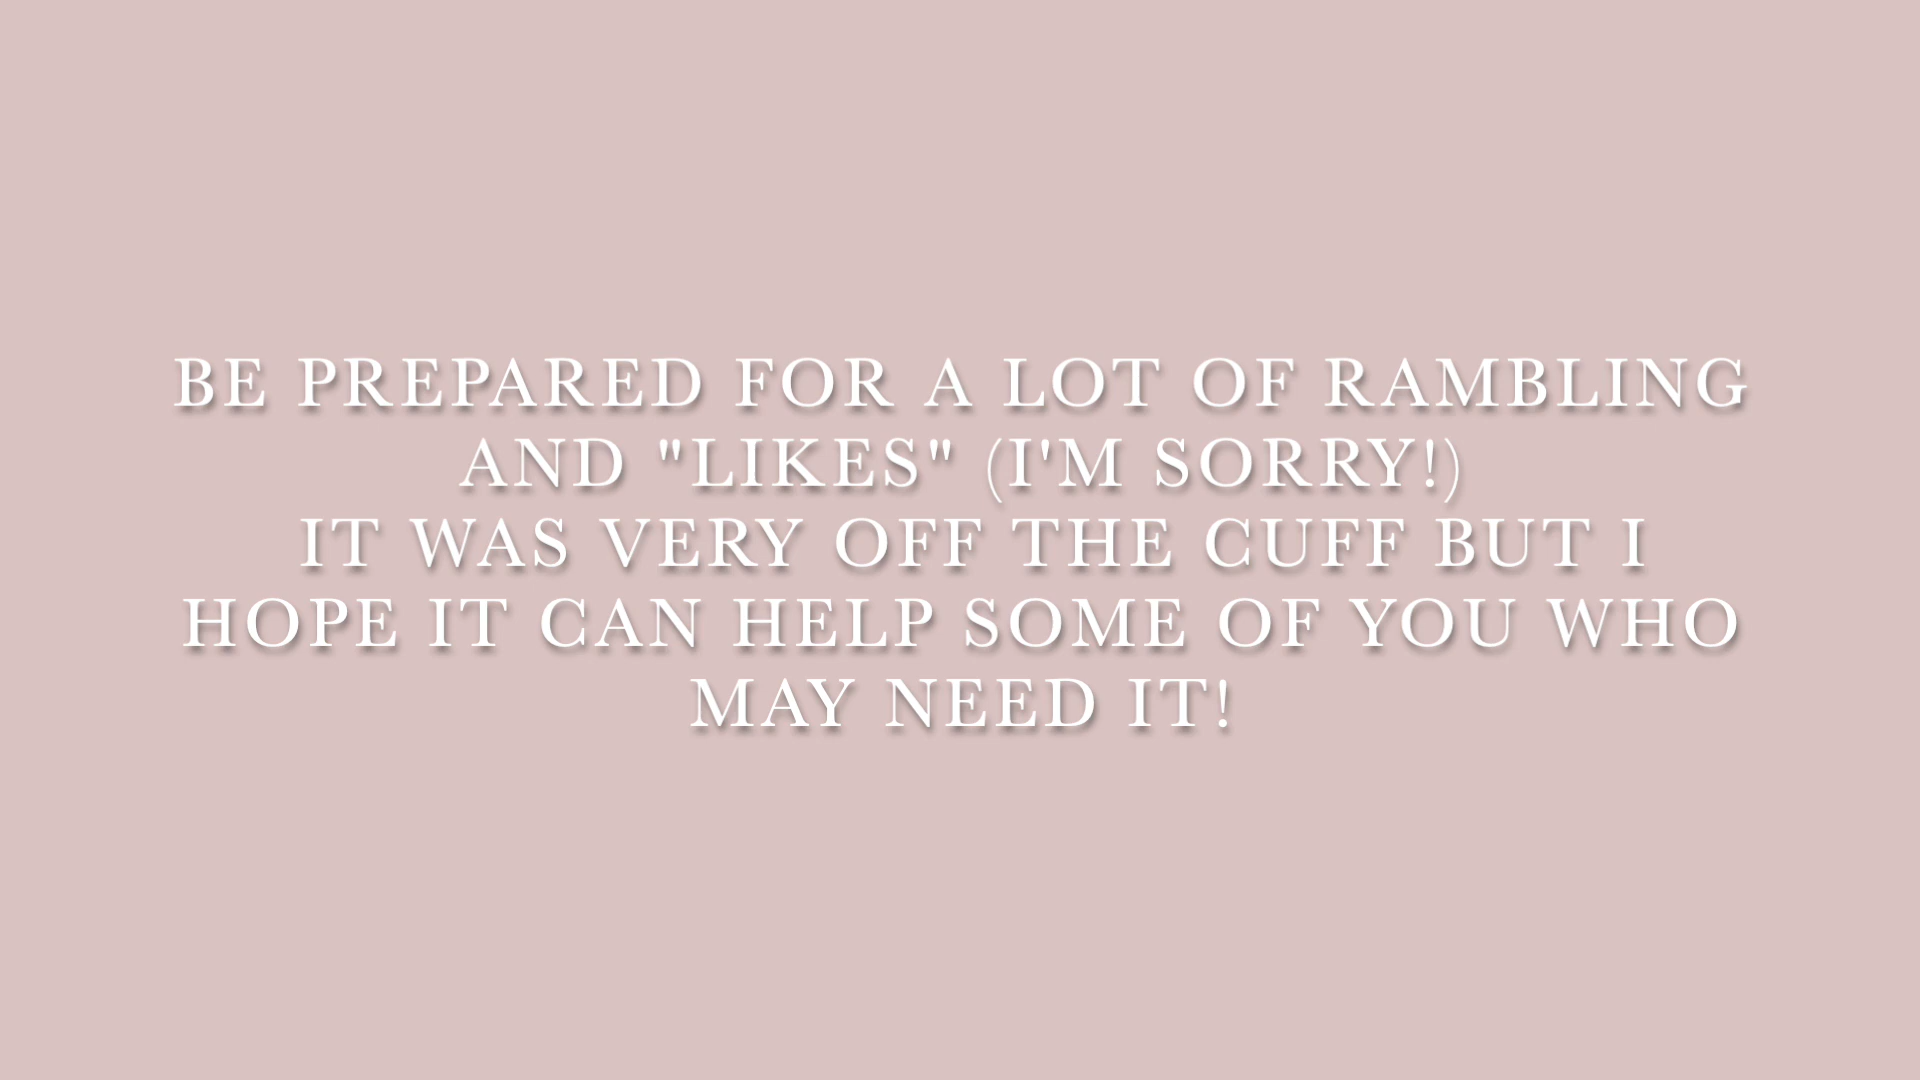 BE PREPARED FOR A LOT OF RAMBLING
AND "LIKES" (I'M SORRY!)
IT WAS VERY OFF THE CUFF BUT I
HOPE IT CAN HELP SOME OF YOU WHO
MAY NEED IT!